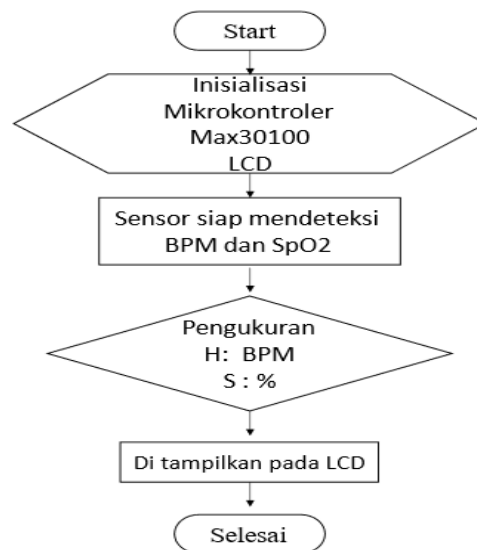 Start
Inisialisasi
Mikrokontroler
Max30100
LCD
Sensor siap mendeteksi
BPM dan SpO2
Pengukuran
H: BPM
S : %
Di tampilkan pada LCD
Selesai